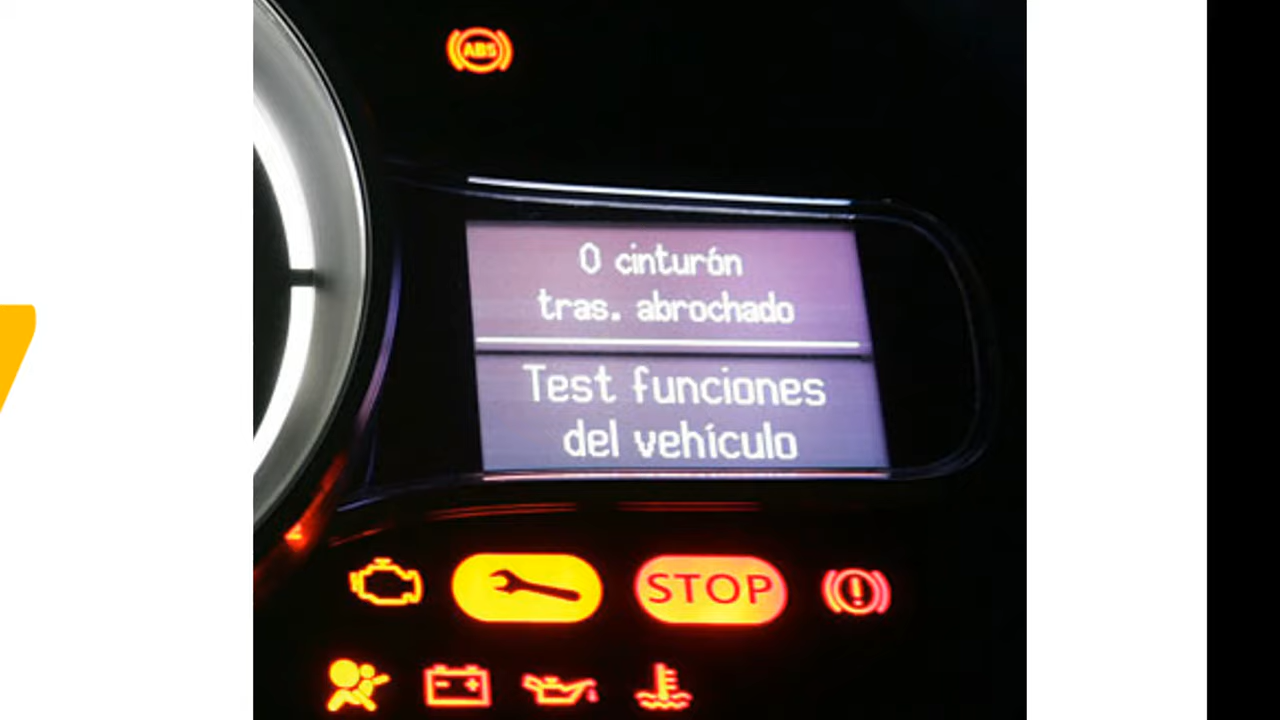 ABS
0 cinturón
tras. abrochado
Test funciones
del vehículo
STOP